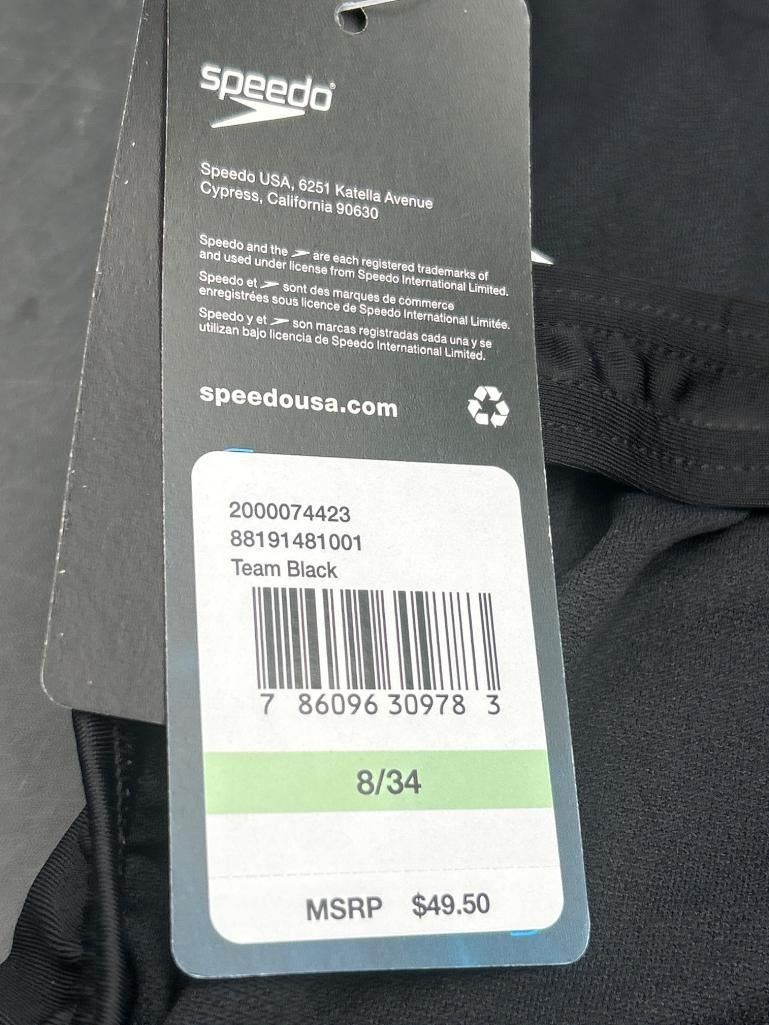 speedo®
Speedo USA, 6251 Katella Avenue
Cypress, California 90630
Speedo and the are each registered trademarks of
and used under license from Speedo International Limited.
Speedo et sont des marques de commerce
enregistrées sous licence de Speedo International Limitée.
Speedo y et son marcas registradas cada una y se
utilizan bajo licencia de Speedo International Limited.
speedousa.com
2000074423
88191481001
Team Black
7 86096 30978 3
8/34
MSRP $49.50